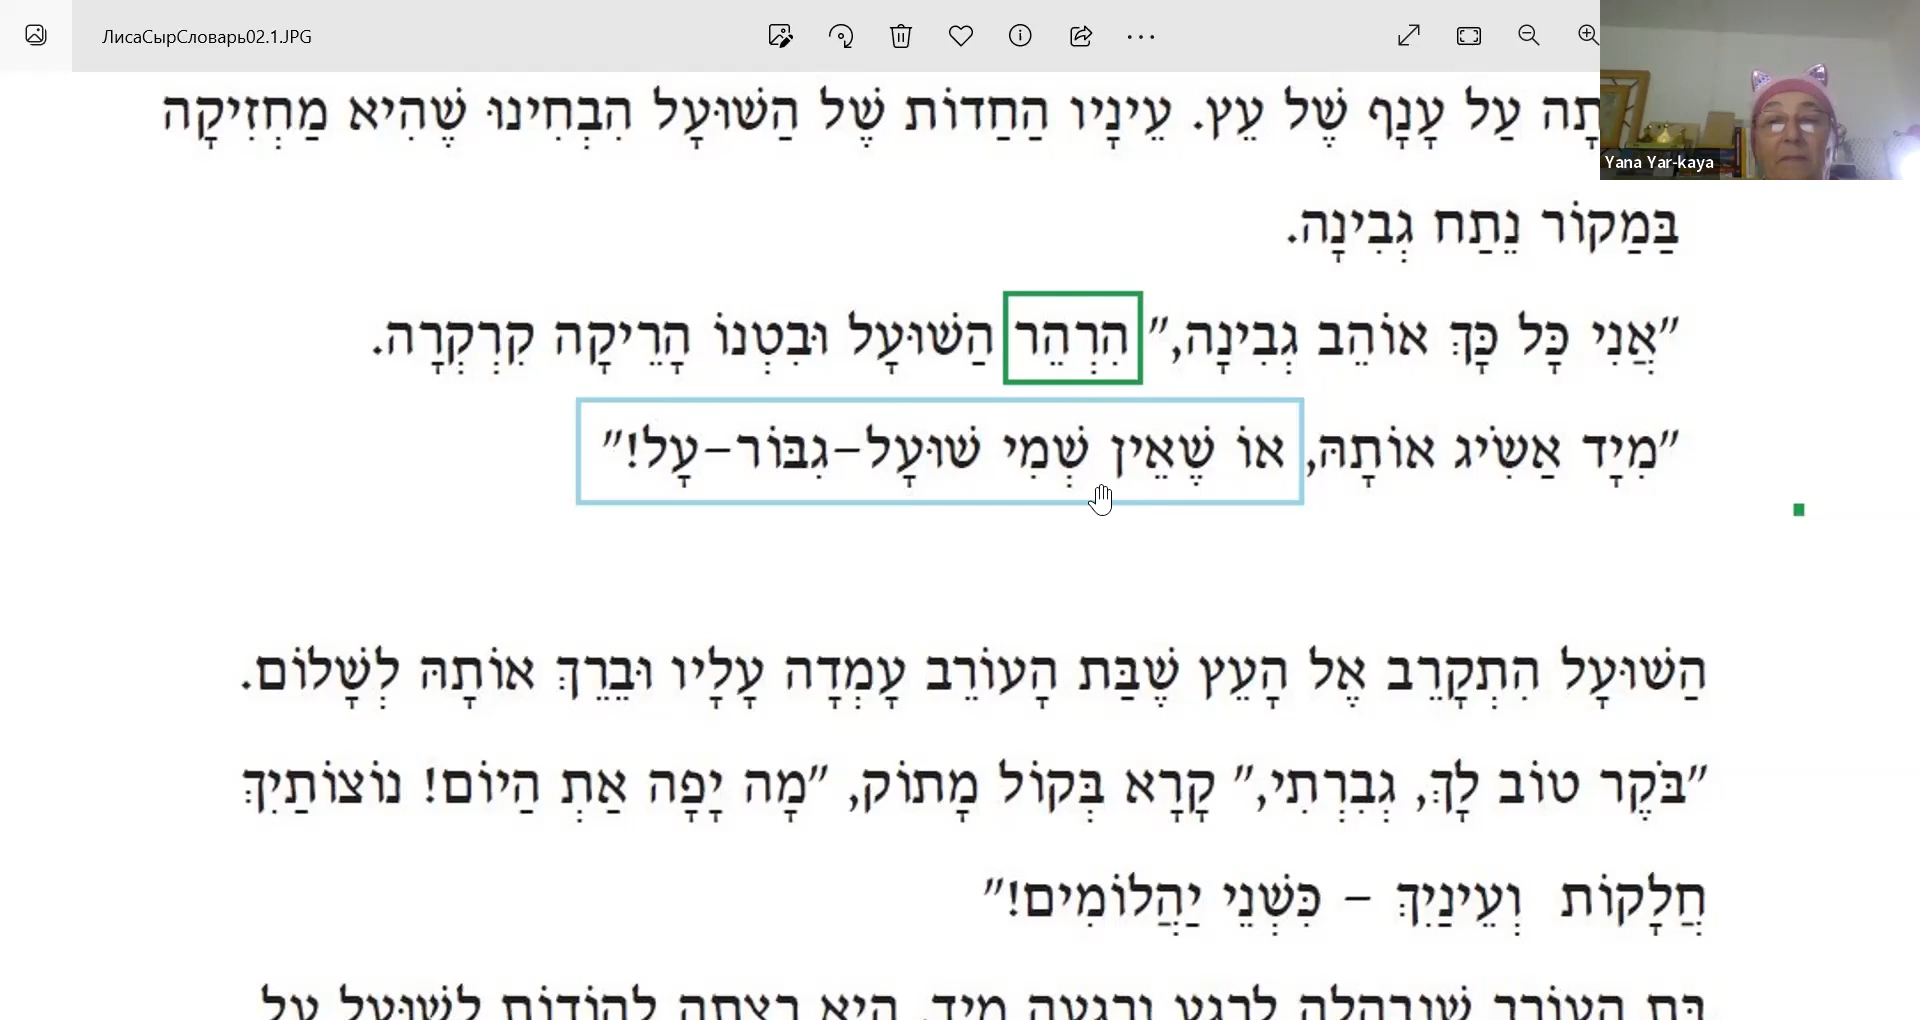 ЛисаСырСловарь02.1.JPG
Yana Yar-kaya
עַל עָנָף שֶׁל עֵץ. עֵינָיו הַחַדּוֹת שֶׁל הַשּׁוּעָל הִבְחִינוּ שֶׁהִיא מַחְזִיקָה
בַּמַּקּוֹר נֵתַח גְּבִינָה.
"אֲנִי כָּל כָּךְ אוֹהֵב גְּבִינָה," הִרְהֵר הַשּׁוּעָל וּבִטְנוֹ הָרֵיקָה קִרְקְרָה.
"מִיָּד אַשִּׂיג אוֹתָהּ, אוֹ שֶׁאֵין שְׁמִי שׁוּעָל–גִּבּוֹר–עָל!"
הַשּׁוּעָל הִתְקָרֵב אֶל הָעֵץ שֶׁבַּת הָעוֹרֵב עָמְדָה עָלָיו וּבֵרֵךְ אוֹתָהּ לְשָׁלוֹם.
"בֹּקֶר טוֹב לָךְ, גְּבִרְתִּי," קָרָא בְּקוֹל מָתוֹק, "מָה יָפָה אַתְּ הַיּוֹם! נוֹצוֹתַיִךְ
חֲלָקוֹת וְעֵינַיִךְ – כִּשְׁנֵי יַהֲלוֹמִים!"